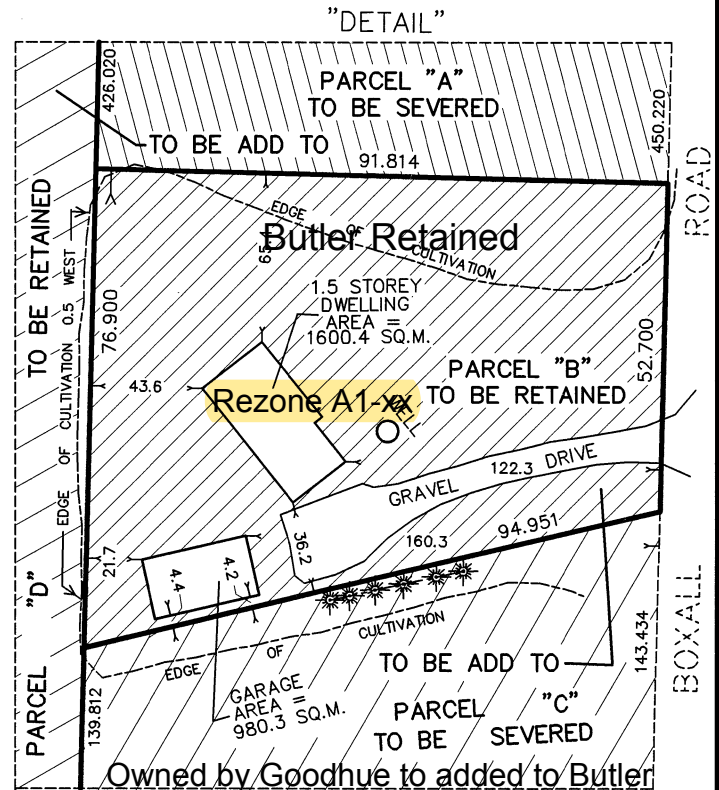 "DETAIL"
426.020
PARCEL "A"
TO BE SEVERED
450.220
TO BE ADD TO
91.814
ROAD
EDGE OF CULTIVATION
Butler Retained
TO BE RETAINED
EDGE OF CULTIVATION 0.5 WEST
76.900
1.5 STOREY
DWELLING
AREA =
1600.4 SQ.M.
52.700
43.6
Rezone A1-xx
PARCEL "B"
TO BE RETAINED
GRAVEL DRIVE
122.3
94.951
160.3
36.2
21.7
4.4
4.2
EDGE OF CULTIVATION
PARCEL "D"
TO BE ADD TO
143.434
BOXALL
139.812
GARAGE
AREA =
980.3 SQ.M.
PARCEL "C"
TO BE SEVERED
Owned by Goodhue to added to Butler